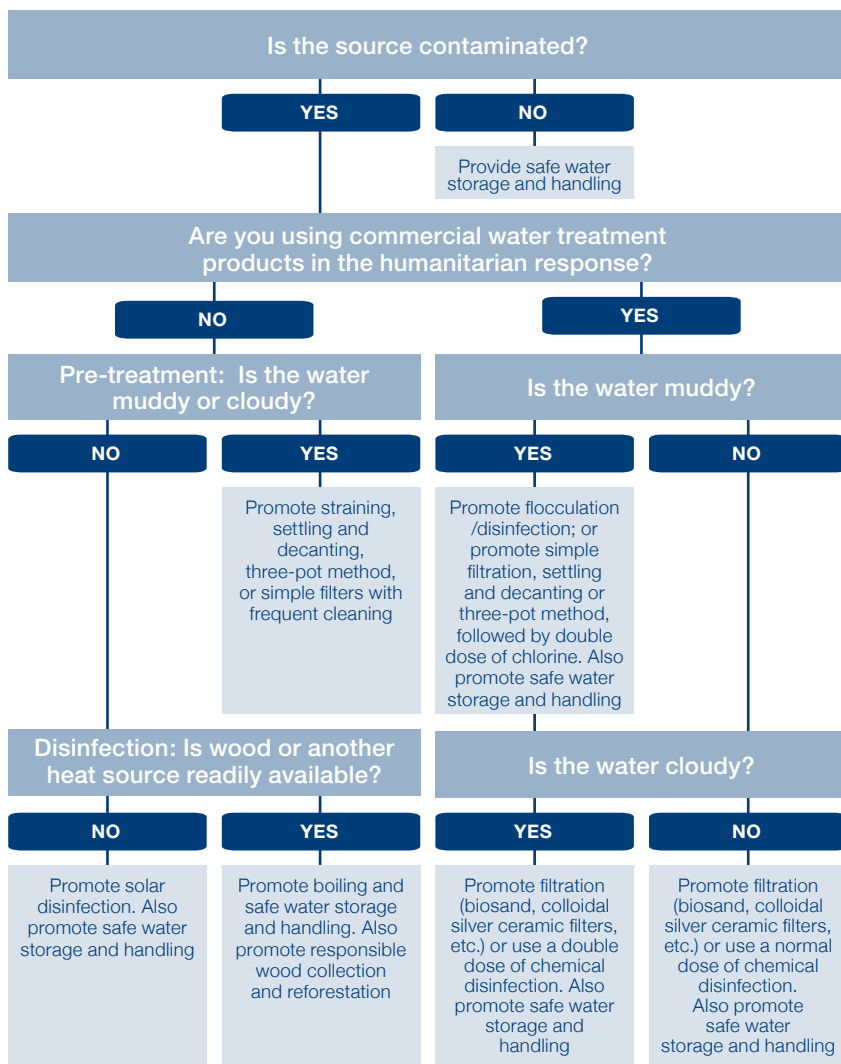 Is the source contaminated?
YES
NO
Provide safe water
storage and handling
Are you using commercial water treatment
products in the humanitarian response?
NO
YES
Pre-treatment: Is the water
muddy or cloudy?
Is the water muddy?
NO
YES
YES
NO
Promote straining,
settling and
decanting,
three-pot method,
or simple filters with
frequent cleaning
Promote flocculation
/disinfection; or
promote simple
filtration, settling
and decanting or
three-pot method,
followed by double
dose of chlorine. Also
promote safe water
storage and handling
Disinfection: Is wood or another
heat source readily available?
Is the water cloudy?
NO
YES
YES
NO
Promote solar
disinfection. Also
promote safe water
storage and handling
Promote boiling and
safe water storage
and handling. Also
promote responsible
wood collection
and reforestation
Promote filtration
(biosand, colloidal
silver ceramic filters,
etc.) or use a double
dose of chemical
disinfection. Also
promote safe water
storage and
handling
Promote filtration
(biosand, colloidal
silver ceramic filters,
etc.) or use a normal
dose of chemical
disinfection.
Also promote
safe water
storage and handling